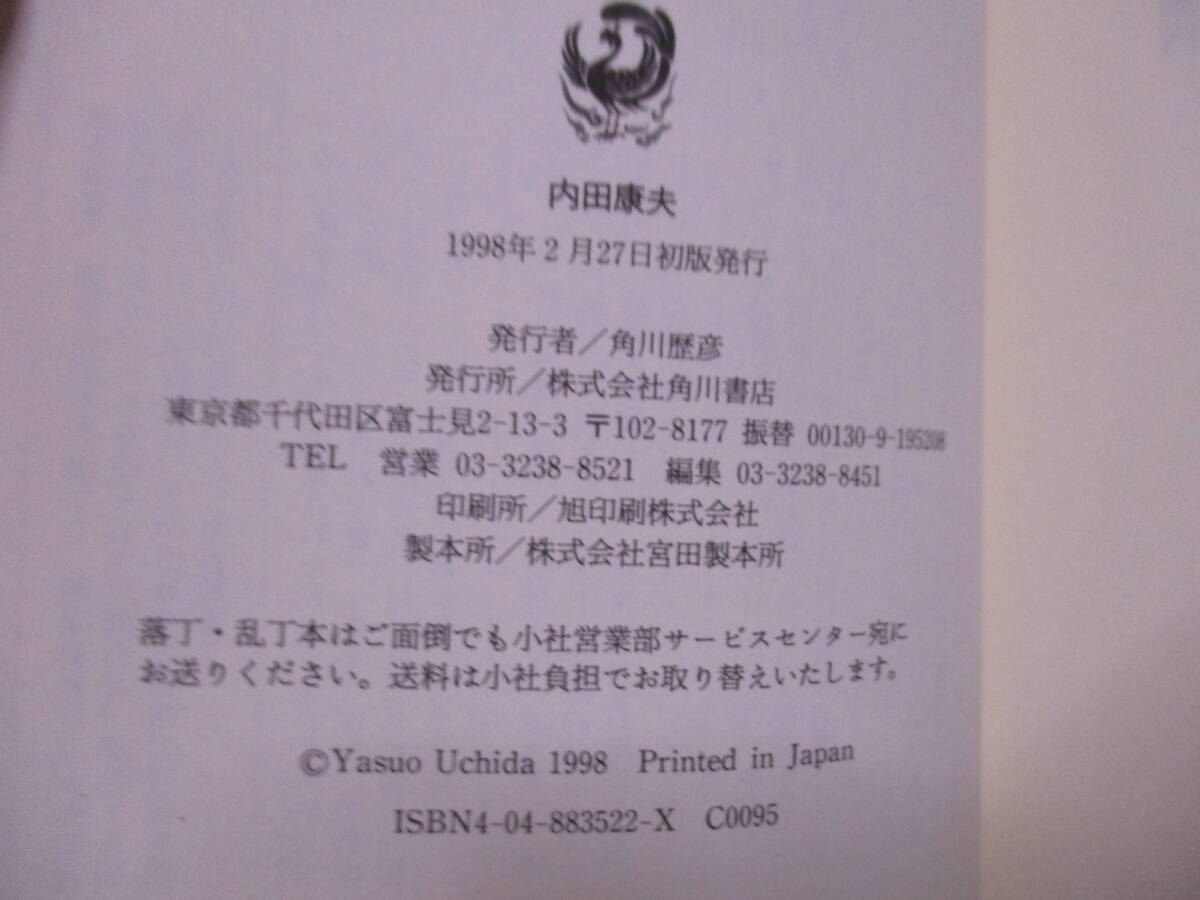 内田康夫
1998年2月27日初版発行
発行者／角川歴彦
発行所／株式会社角川書店
東京都千代田区富士見2-13-3 〒102-8177 振替 00130-9-195208
TEL 営業 03-3238-8521 編集 03-3238-8451
印刷所／旭印刷株式会社
製本所／株式会社宮田製本所
落丁・乱丁本はご面倒でも小社営業部サービスセンター宛に
お送りください。送料は小社負担でお取り替えいたします。
©Yasuo Uchida 1998 Printed in Japan
ISBN4-04-883522-X C0095